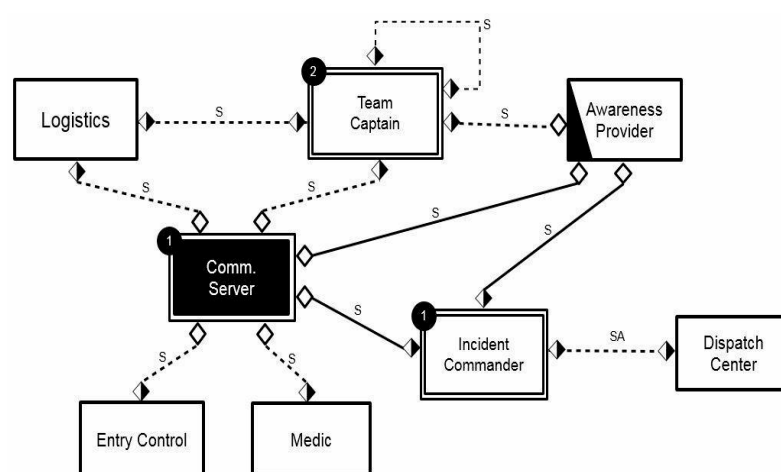 S
2
Team
Captain
Logistics
S
S
Awareness
Provider
S
S
S
S
1
Comm.
Server
S
1
Incident
Commander
SA
Dispatch
Center
S
S
Entry Control
Medic